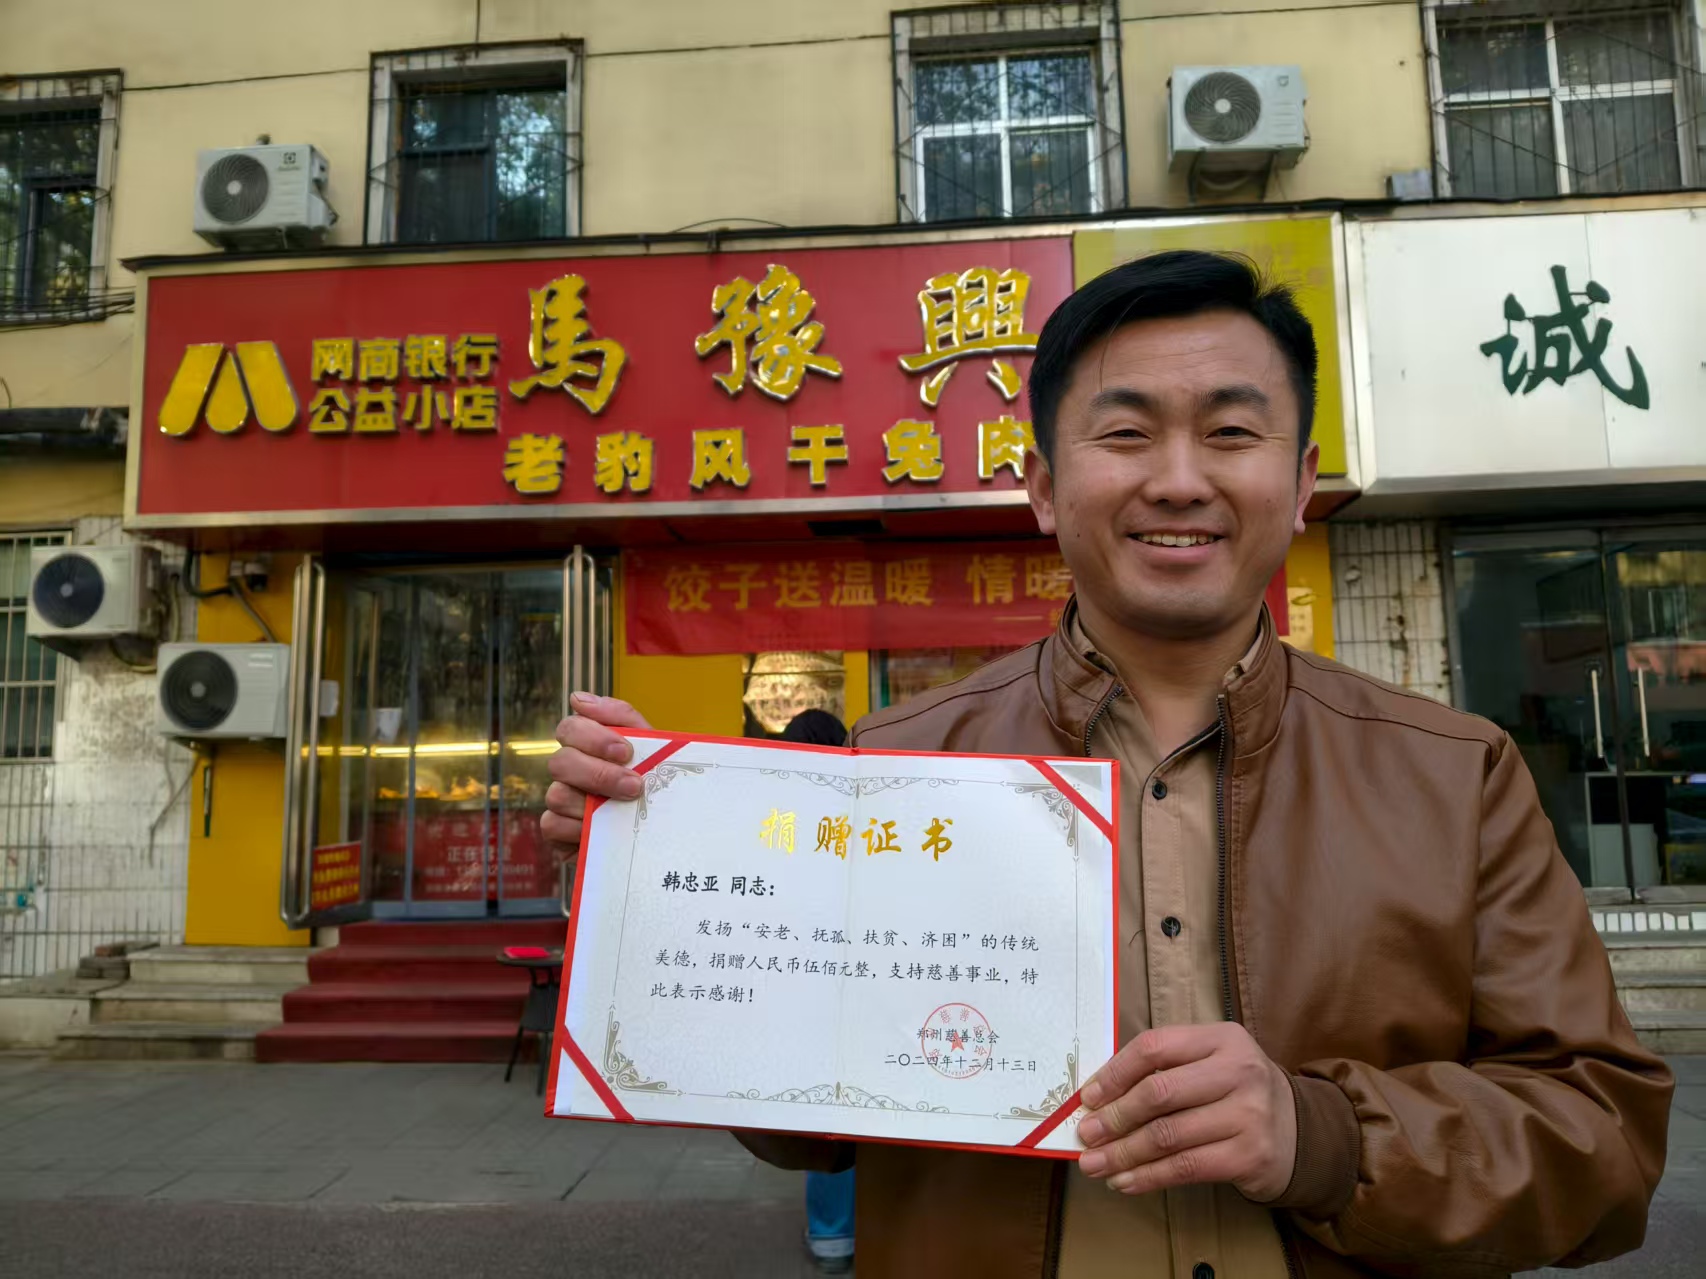 网商银行
公益小店
馬豫興
老豹风干兔肉
诚
饺子送温暖 情暖
正在营业
捐赠证书
韩忠亚 同志：
发扬“安老、抚孤、扶贫、济困”的传统
美德，捐赠人民币伍佰元整，支持慈善事业，特
此表示感谢！
郑州慈善总会
二〇二四年十二月十三日